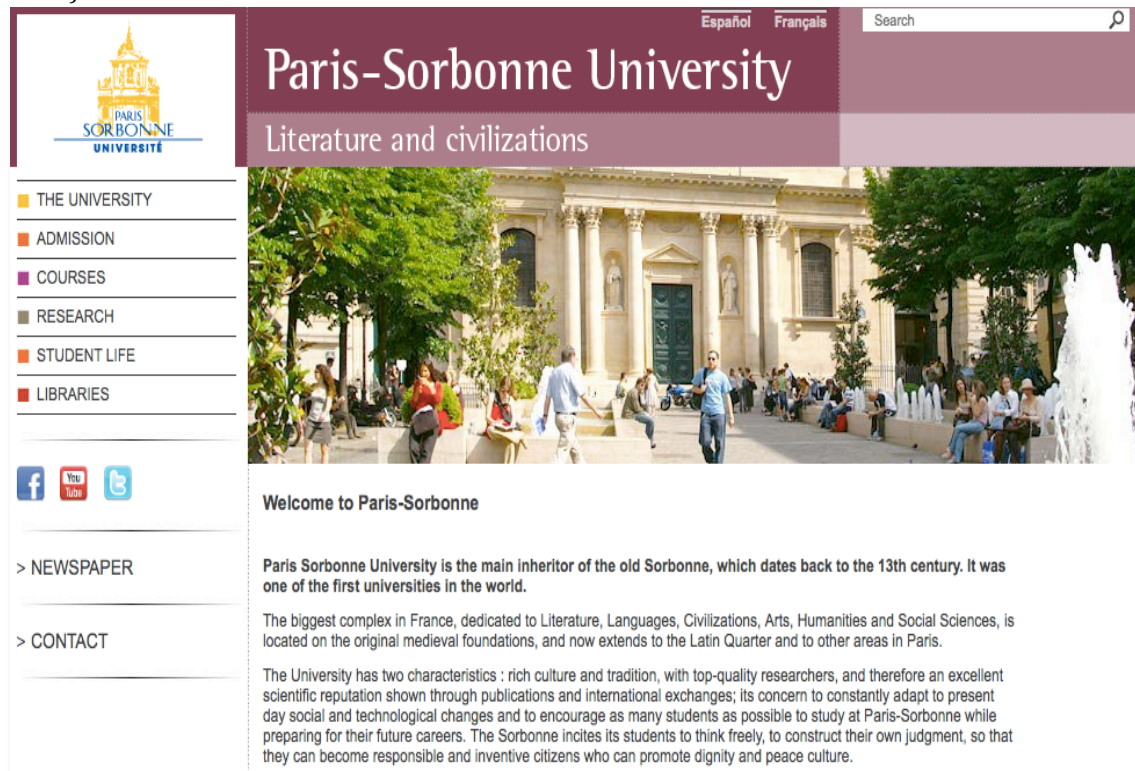 Español Français Search
PARIS
SORBONNE
UNIVERSITÉ
Paris-Sorbonne University
Literature and civilizations
THE UNIVERSITY
ADMISSION
COURSES
RESEARCH
STUDENT LIFE
LIBRARIES
f You Tube
> NEWSPAPER
> CONTACT
Welcome to Paris-Sorbonne
Paris Sorbonne University is the main inheritor of the old Sorbonne, which dates back to the 13th century. It was
one of the first universities in the world.
The biggest complex in France, dedicated to Literature, Languages, Civilizations, Arts, Humanities and Social Sciences, is
located on the original medieval foundations, and now extends to the Latin Quarter and to other areas in Paris.
The University has two characteristics : rich culture and tradition, with top-quality researchers, and therefore an excellent
scientific reputation shown through publications and international exchanges; its concern to constantly adapt to present
day social and technological changes and to encourage as many students as possible to study at Paris-Sorbonne while
preparing for their future careers. The Sorbonne incites its students to think freely, to construct their own judgment, so that
they can become responsible and inventive citizens who can promote dignity and peace culture.